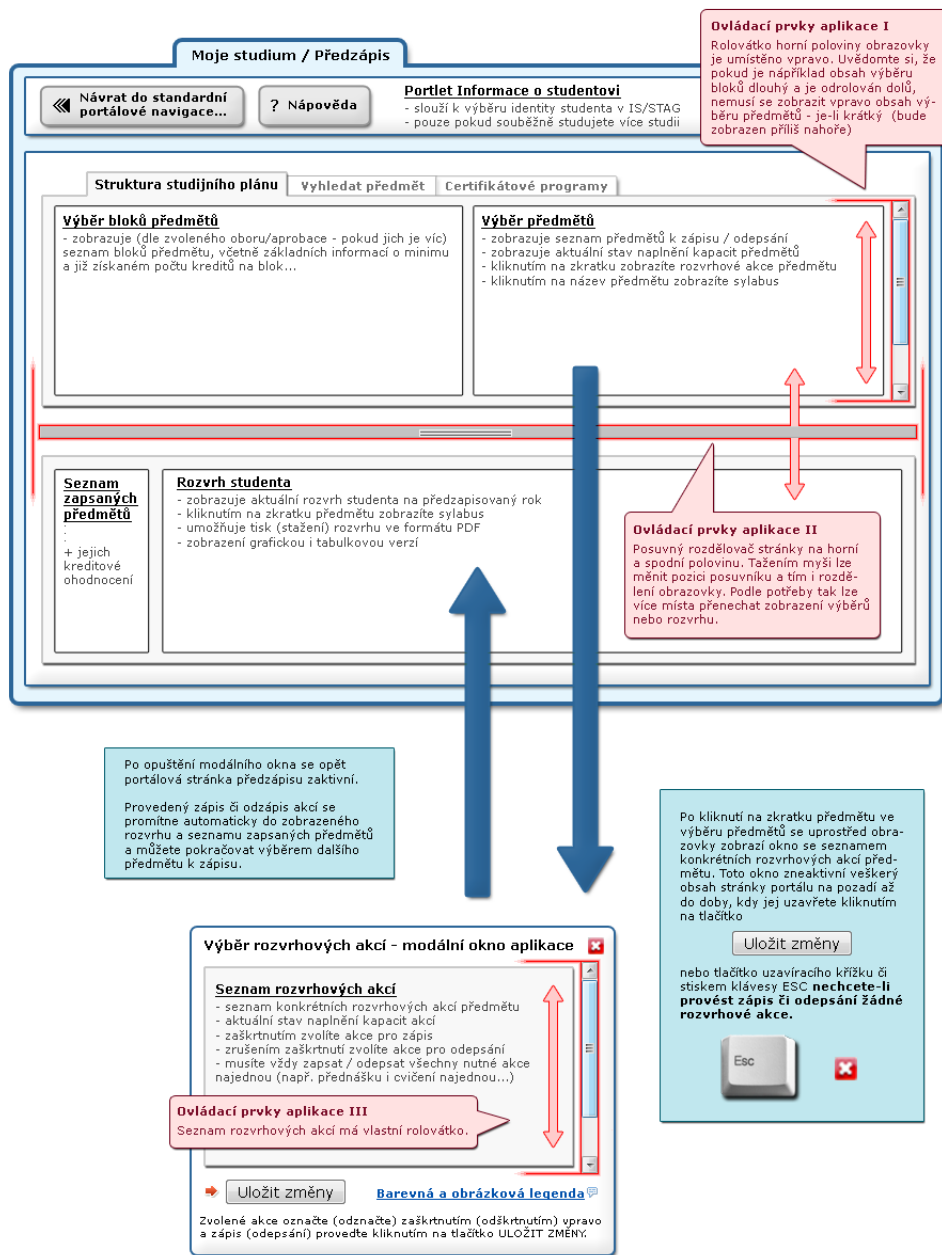 Moje studium / Předzápis
Ovládací prvky aplikace I
Rolovátko horní poloviny obrazovky
je umístěno vpravo. Uvědomte si, že
pokud je nápříklad obsah výběru
bloků dlouhý a je odrolován dolů,
nemusí se zobrazit vpravo obsah vý-
běru předmětů - je-li krátký (bude
zobrazen příliš nahoře)
Návrat do standardní
portálové navigace...
? Nápověda
Portlet Informace o studentovi
- slouží k výběru identity studenta v IS/STAG
- pouze pokud souběžně studujete více studii
Struktura studijního plánu
Vyhledat předmět
Certifikátové programy
Výběr bloků předmětů
- zobrazuje (dle zvoleného oboru/aprobace - pokud jich je víc)
seznam bloků předmětu, včetně základních informací o minimu
a již získaném počtu kreditů na blok...
Výběr předmětů
- zobrazuje seznam předmětů k zápisu / odepsání
- zobrazuje aktuální stav naplnění kapacit předmětů
- kliknutím na zkratku zobrazíte rozvrhové akce předmětu
- kliknutím na název předmětu zobrazíte sylabus
Seznam
zapsaných
předmětů
:
:
+ jejich
kreditové
ohodnocení
Rozvrh studenta
- zobrazuje aktuální rozvrh studenta na předzapisovaný rok
- kliknutím na zkratku předmětu zobrazíte sylabus
- umožňuje tisk (stažení) rozvrhu ve formátu PDF
- zobrazení grafickou i tabulkovou verzí
Ovládací prvky aplikace II
Posuvný rozdělovač stránky na horní
a spodní polovinu. Tažením myši lze
měnit pozici posuvníku a tím i rozdě-
lení obrazovky. Podle potřeby tak lze
více místa přenechat zobrazení výběrů
nebo rozvrhu.
Po opuštění modálního okna se opět
portálová stránka předzápisu zaktivní.
Provedený zápis či odzápis akcí se
promítne automaticky do zobrazeného
rozvrhu a seznamu zapsaných předmětů
a můžete pokračovat výběrem dalšího
předmětu k zápisu.
Po kliknutí na zkratku předmětu ve
výběru předmětů se uprostřed obra-
zovky zobrazí okno se seznamem
konkrétních rozvrhových akcí před-
mětu. Toto okno zneaktivní veškerý
obsah stránky portálu na pozadí až
do doby, kdy jej uzavřete kliknutím
na tlačítko
Uložit změny
nebo tlačítko uzavíracího křížku či
stiskem klávesy ESC nechcete-li
provést zápis či odepsání žádné
rozvrhové akce.
Esc
Výběr rozvrhových akcí - modální okno aplikace
Seznam rozvrhových akcí
- seznam konkrétních rozvrhových akcí předmětu
- aktuální stav naplnění kapacit akcí
- zaškrtnutím zvolíte akce pro zápis
- zrušením zaškrtnutí zvolíte akce pro odepsání
- musíte vždy zapsat / odepsat všechny nutné akce
najednou (např. přednášku i cvičení najednou...)
Ovládací prvky aplikace III
Seznam rozvrhových akcí má vlastní rolovátko.
Uložit změny
Barevná a obrázková legenda
Zvolené akce označte (odznačte) zaškrtnutím (odškrtnutím) vpravo
a zápis (odepsání) proveďte kliknutím na tlačítko ULOŽIT ZMĚNY.